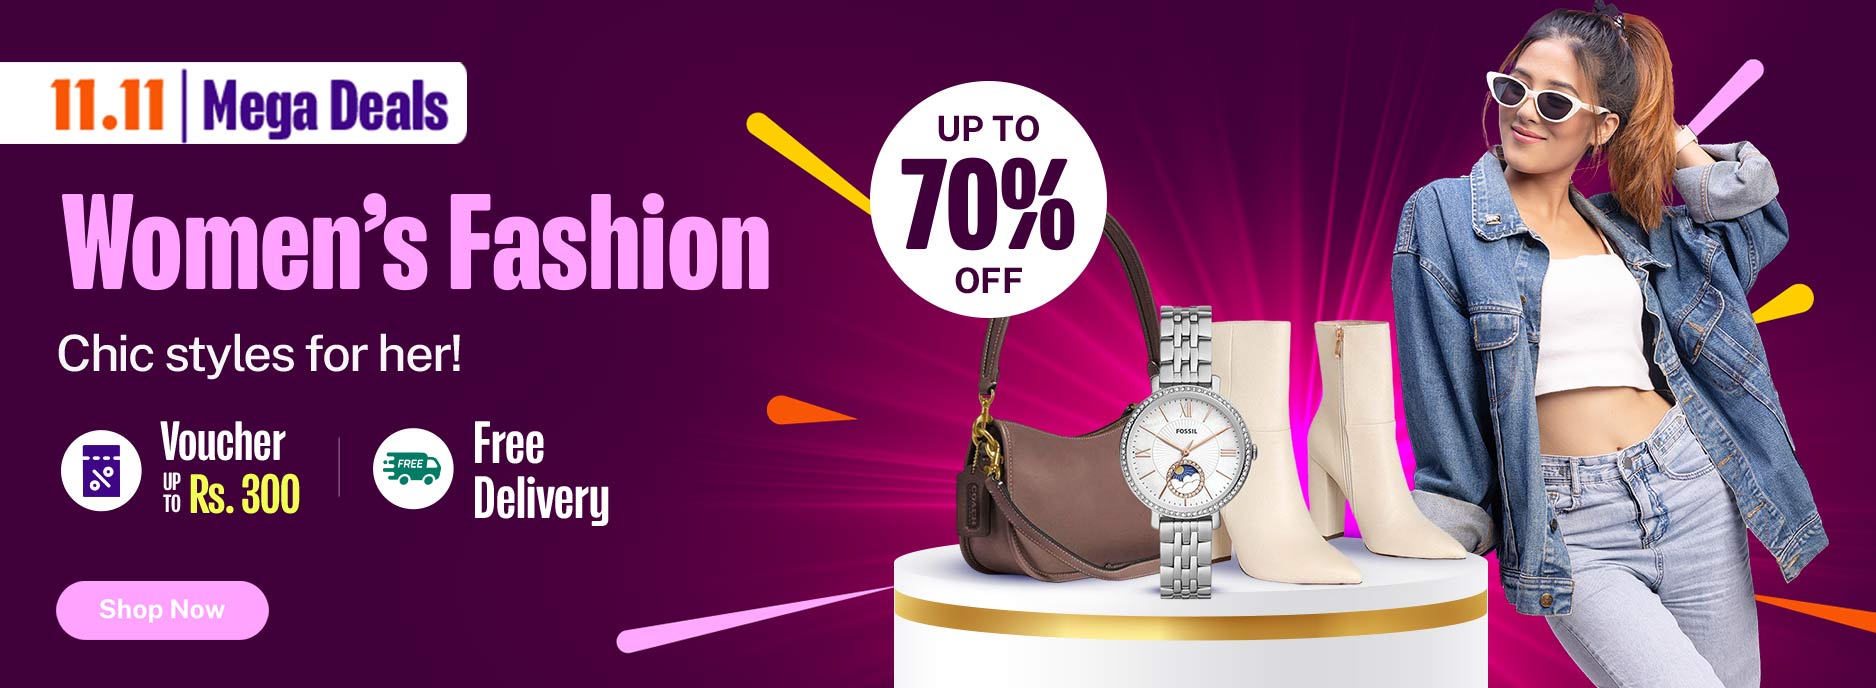 11.11 | Mega Deals
Women's Fashion
Chic styles for her!
Voucher
UP TO Rs. 300
FREE
Free
Delivery
Shop Now
UP TO
70%
OFF
COACH
FOSSIL